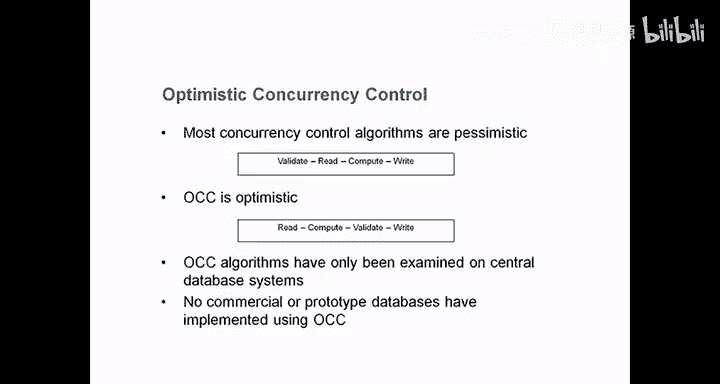 bilibili
Optimistic Concurrency Control
• Most concurrency control algorithms are pessimistic
Validate – Read – Compute – Write
• OCC is optimistic
Read – Compute – Validate – Write
• OCC algorithms have only been examined on central
database systems
• No commercial or prototype databases have
implemented using OCC